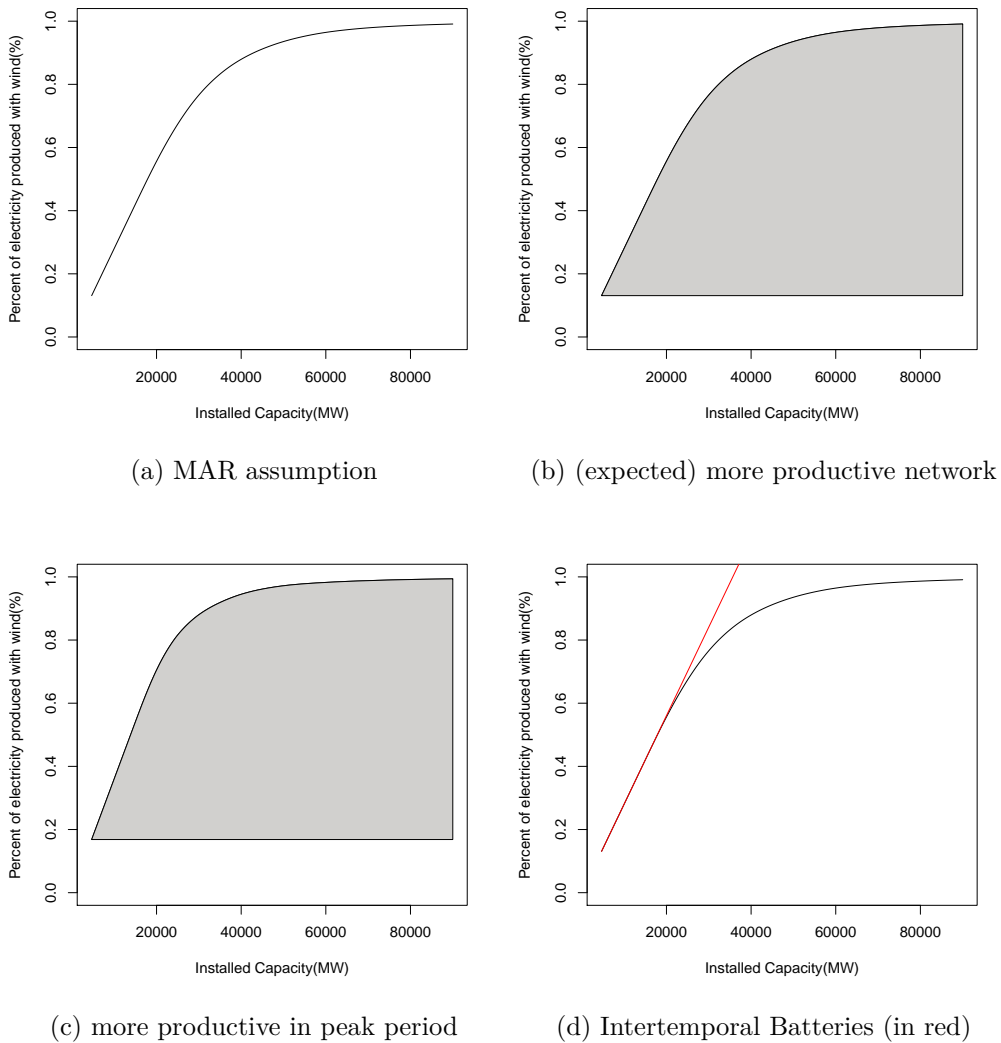 Percent of electricity produced with wind(%)
1.0
0.8
0.6
0.4
0.2
0.0
20000 40000 60000 80000
Installed Capacity(MW)
(a) MAR assumption
Percent of electricity produced with wind(%)
1.0
0.8
0.6
0.4
0.2
0.0
20000 40000 60000 80000
Installed Capacity(MW)
(b) (expected) more productive network
Percent of electricity produced with wind(%)
1.0
0.8
0.6
0.4
0.2
0.0
20000 40000 60000 80000
Installed Capacity(MW)
(c) more productive in peak period
Percent of electricity produced with wind(%)
1.0
0.8
0.6
0.4
0.2
0.0
20000 40000 60000 80000
Installed Capacity(MW)
(d) Intertemporal Batteries (in red)